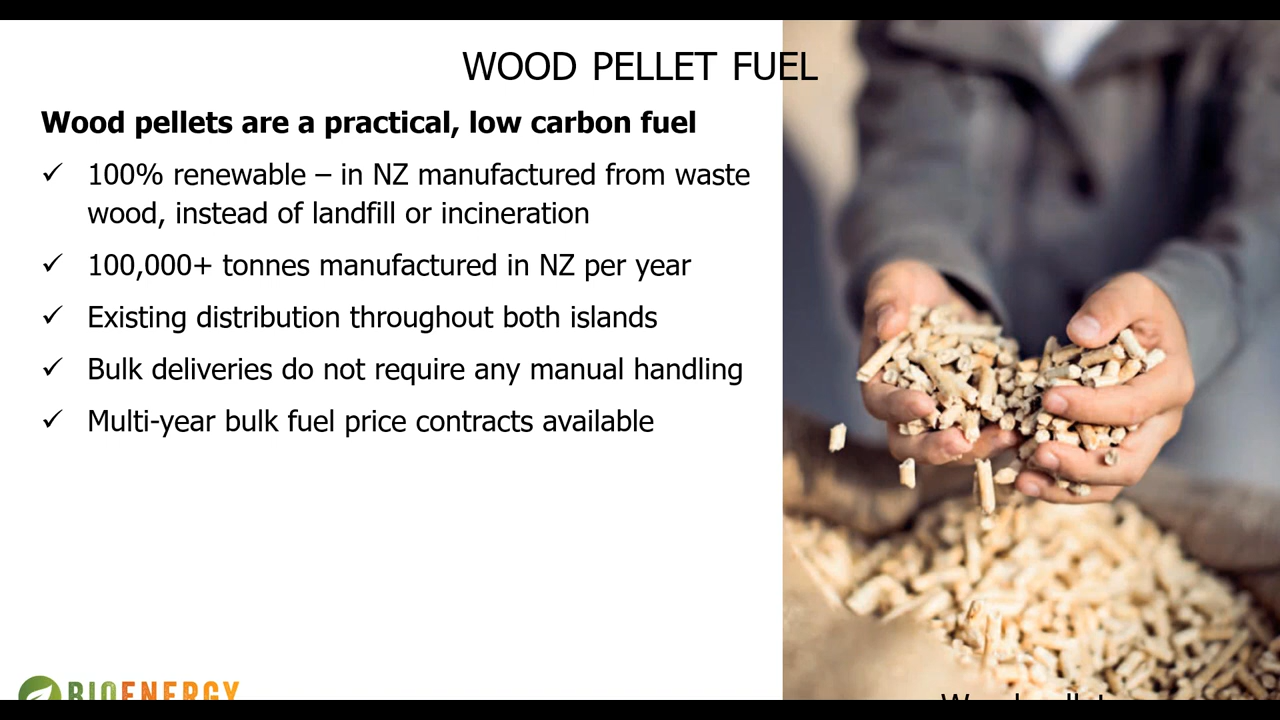 WOOD PELLET FUEL
Wood pellets are a practical, low carbon fuel
✓ 100% renewable – in NZ manufactured from waste
wood, instead of landfill or incineration
✓ 100,000+ tonnes manufactured in NZ per year
✓ Existing distribution throughout both islands
✓ Bulk deliveries do not require any manual handling
✓ Multi-year bulk fuel price contracts available
BIOENERGY